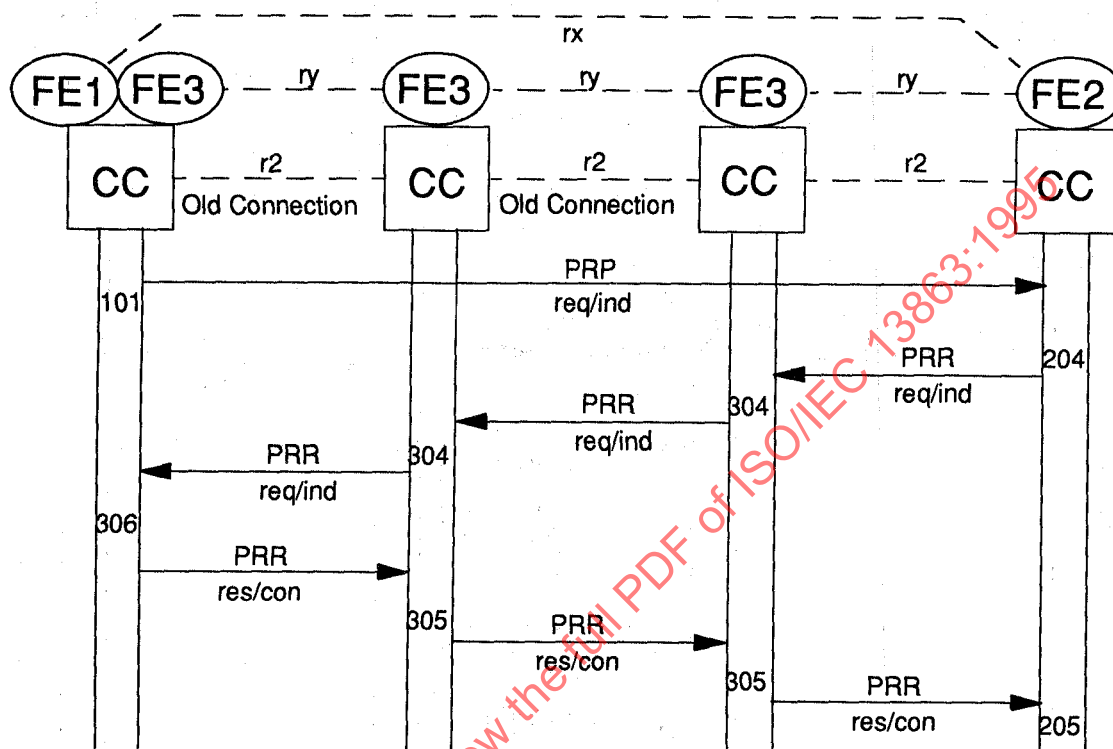 rx
FE1 FE3 ry FE3 ry FE3 ry FE2
CC r2 CC r2 CC r2 CC
Old Connection Old Connection
PRP
101 req/ind
PRR 204
req/ind
PRR 304
req/ind
PRR 304
req/ind
306
PRR
res/con
305 PRR
res/con
305 PRR
res/con 205
ew the full PDF of ISO/IEC 13863:1995